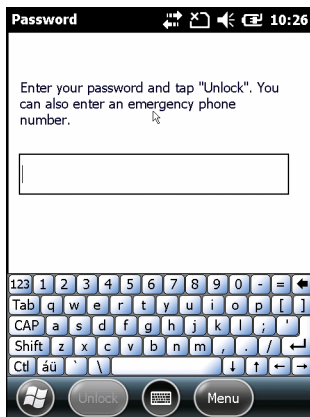 Password 10:26
Enter your password and tap "Unlock". You
can also enter an emergency phone
number.
123 1 2 3 4 5 6 7 8 9 0 - =
Tab q w e r t y u i o p [ ]
CAP a s d f g h j k l ; '
Shift z x c v b n m , . /
Ctl áü ` \
Unlock Menu